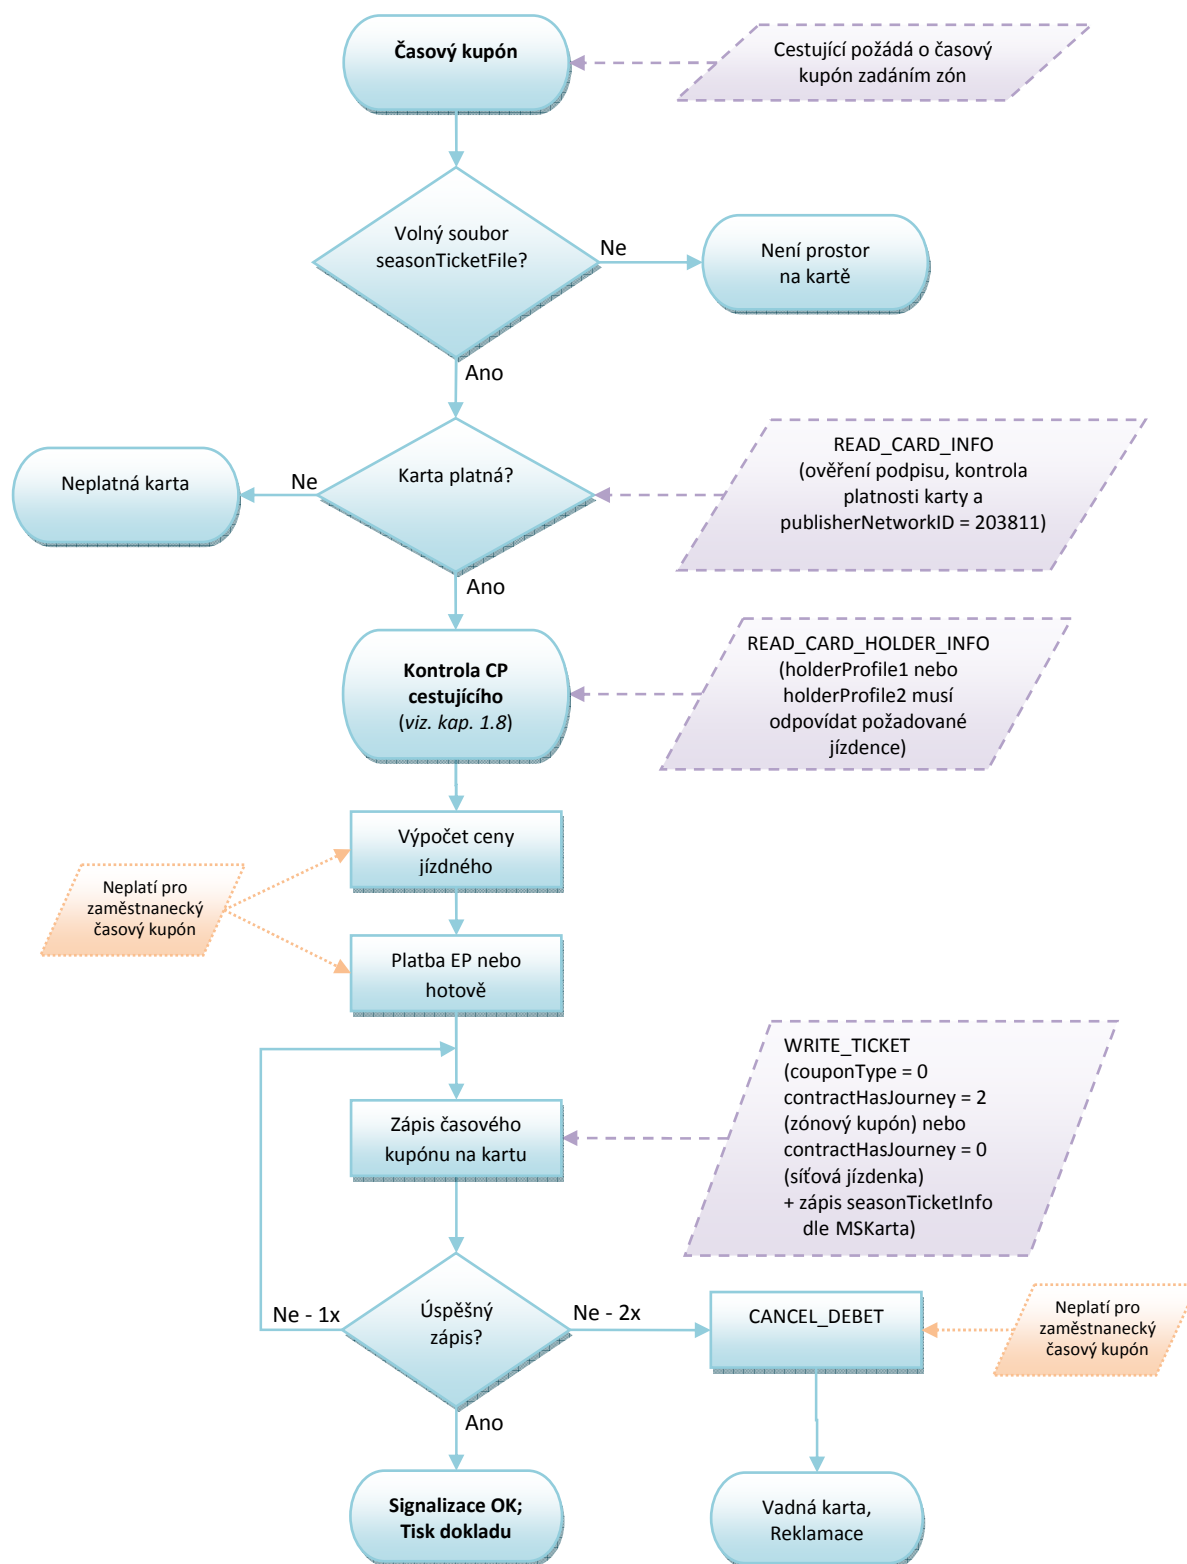 Časový kupón
Cestující požádá o časový
kupón zadáním zón
Volný soubor
seasonTicketFile?
Ne
Není prostor
na kartě
Ano
Neplatná karta
Ne
Karta platná?
READ_CARD_INFO
(ověření podpisu, kontrola
platnosti karty a
publisherNetworkID = 203811)
Ano
Kontrola CP
cestujícího
(viz. kap. 1.8)
READ_CARD_HOLDER_INFO
(holderProfile1 nebo
holderProfile2 musí
odpovídat požadované
jízdence)
Výpočet ceny
jízdného
Neplatí pro
zaměstnanecký
časový kupón
Platba EP nebo
hotově
WRITE_TICKET
(couponType = 0
contractHasJourney = 2
(zónový kupón) nebo
contractHasJourney = 0
(síťová jízdenka)
+ zápis seasonTicketInfo
dle MSKarta)
Zápis časového
kupónu na kartu
Ne - 1x
Úspěšný
zápis?
Ne - 2x
CANCEL_DEBET
Neplatí pro
zaměstnanecký
časový kupón
Ano
Signalizace OK;
Tisk dokladu
Vadná karta,
Reklamace